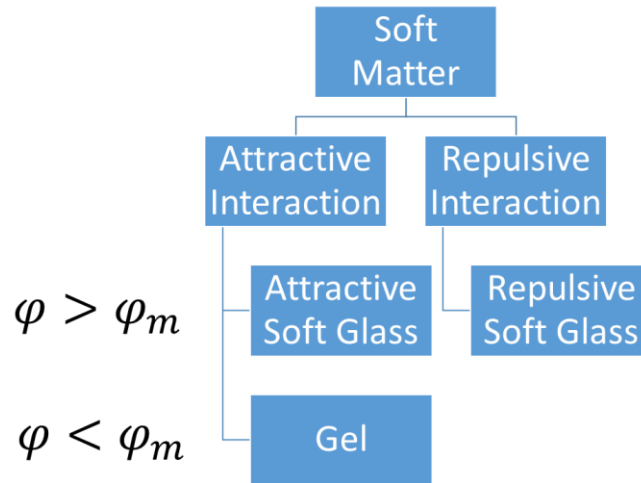 Soft
Matter
Attractive
Interaction
Repulsive
Interaction
φ > φₘ
Attractive
Soft Glass
Repulsive
Soft Glass
φ < φₘ
Gel